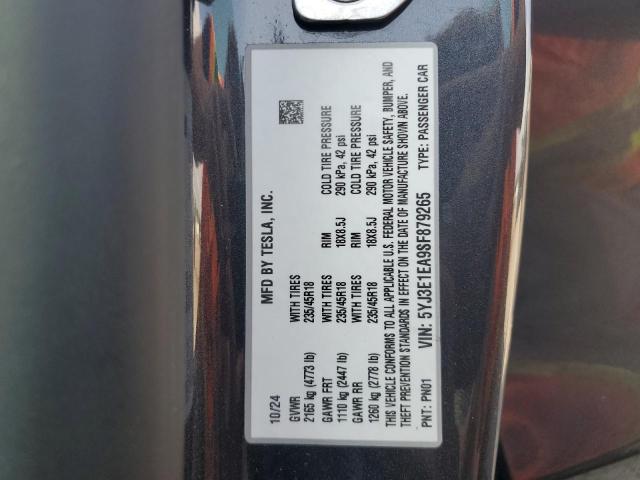 10/24 MFD BY TESLA, INC.
GVWR WITH TIRES RIM COLD TIRE PRESSURE
2165 kg (4773 lb) 235/45R18 18X8.5J 290 kPa, 42 psi
GAWR FRT WITH TIRES RIM COLD TIRE PRESSURE
1110 kg (2447 lb) 235/45R18 18X8.5J 290 kPa, 42 psi
GAWR RR WITH TIRES
1260 kg (2778 lb) 235/45R18
THIS VEHICLE CONFORMS TO ALL APPLICABLE U.S. FEDERAL MOTOR VEHICLE SAFETY, BUMPER, AND
THEFT PREVENTION STANDARDS IN EFFECT ON THE DATE OF MANUFACTURE SHOWN ABOVE.
PNT: PN01 VIN: 5YJ3E1EA9SF879265 TYPE: PASSENGER CAR